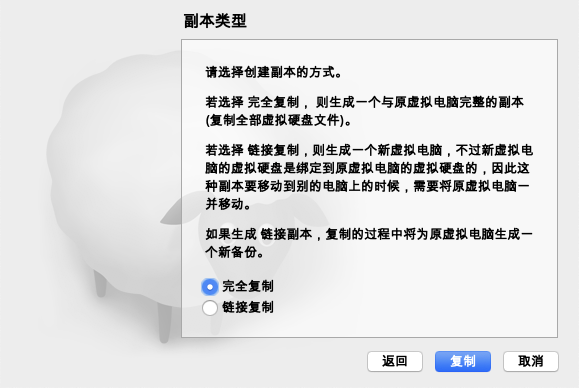 副本类型
请选择创建副本的方式。
若选择 完全复制， 则生成一个与原虚拟电脑完整的副本
(复制全部虚拟硬盘文件)。
若选择 链接复制，则生成一个新虚拟电脑，不过新虚拟电
脑的虚拟硬盘是绑定到原虚拟电脑的虚拟硬盘的，因此这
种副本要移动到别的电脑上的时候，需要将原虚拟电脑一
并移动。
如果生成 链接副本，复制的过程中将为原虚拟电脑生成一
个新备份。
完全复制
链接复制
返回 复制 取消